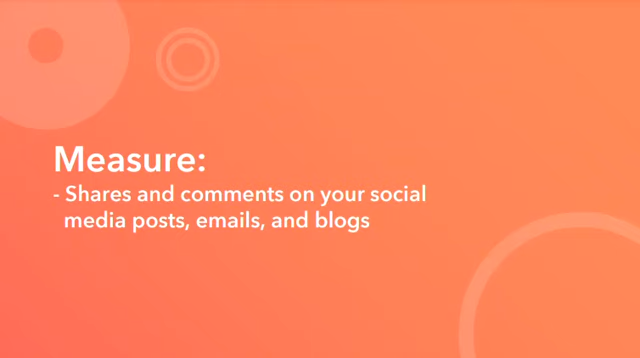 Measure:
- Shares and comments on your social
media posts, emails, and blogs